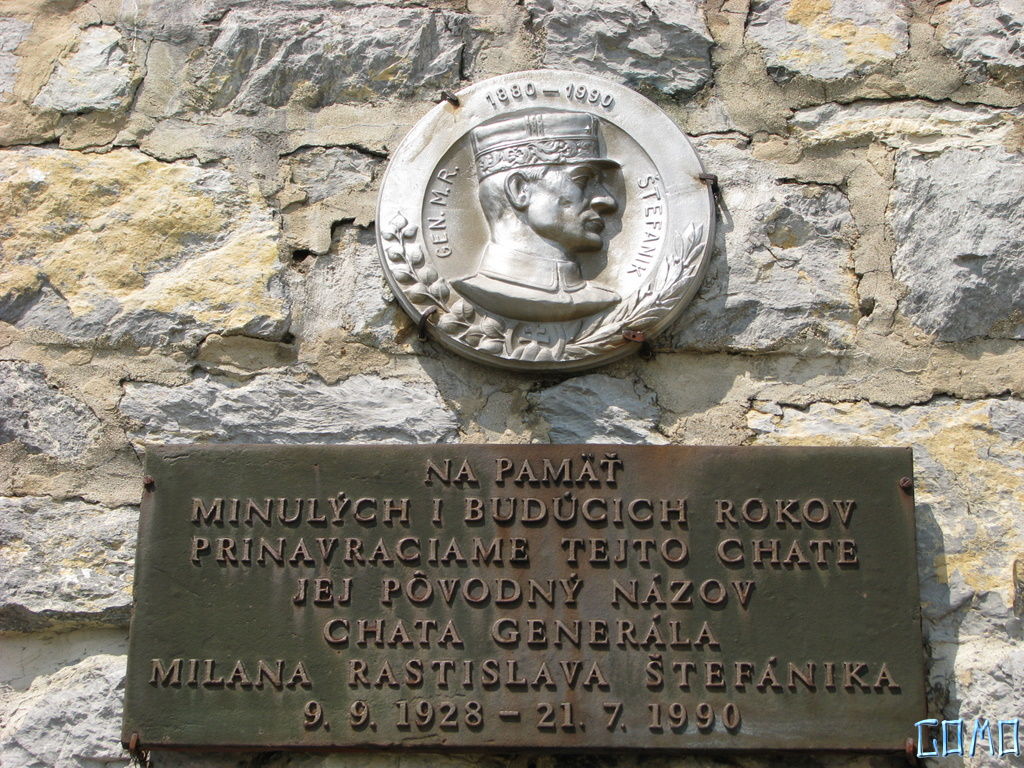 1880 – 1990
GEN. M.R.
ŠTEFANIK
NA PAMÄŤ
MINULÝCH I BUDÚCICH ROKOV
PRINAVRACIAME TEJTO CHATE
JEJ PÔVODNÝ NÁZOV
CHATA GENERÁLA
MILANA RASTISLAVA ŠTEFÁNIKA
9. 9. 1928 – 21. 7. 1990
GOMO